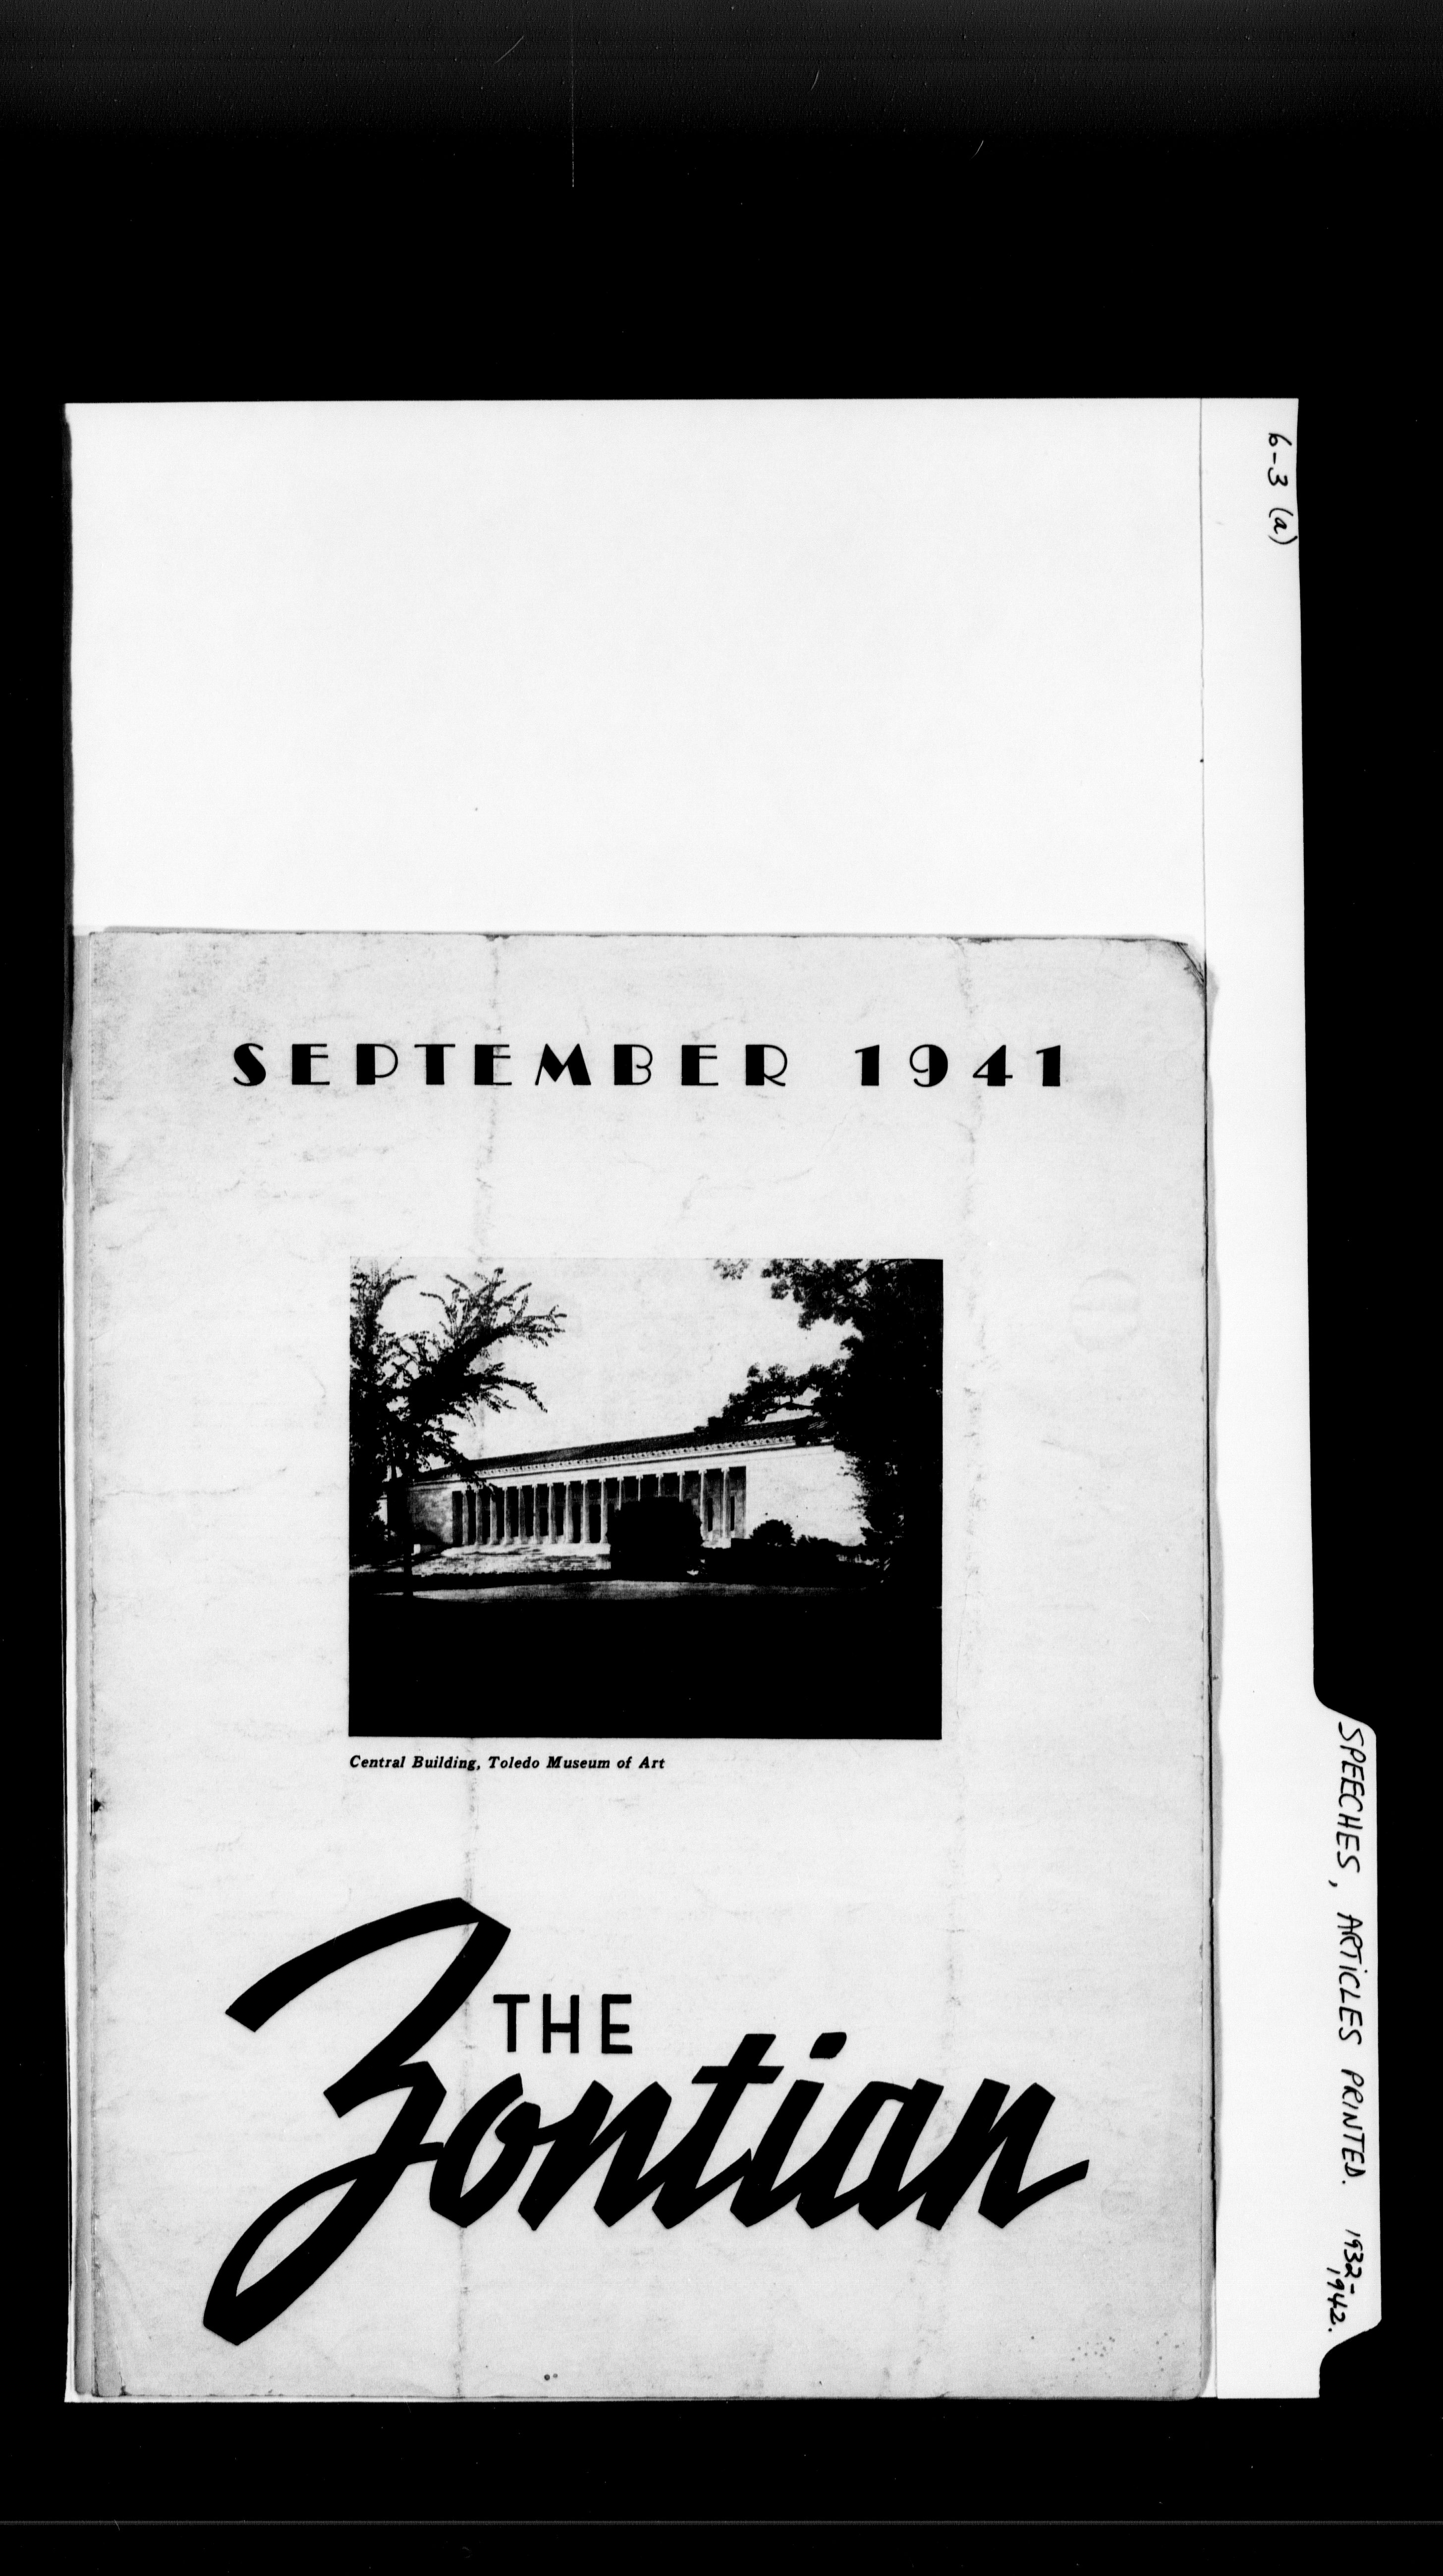 6-3 (a)
SEPTEMBER 1941
Central Building, Toledo Museum of Art
THE
Zontian
SPEECHES, ARTICLES PRINTED. 1932-
1942.